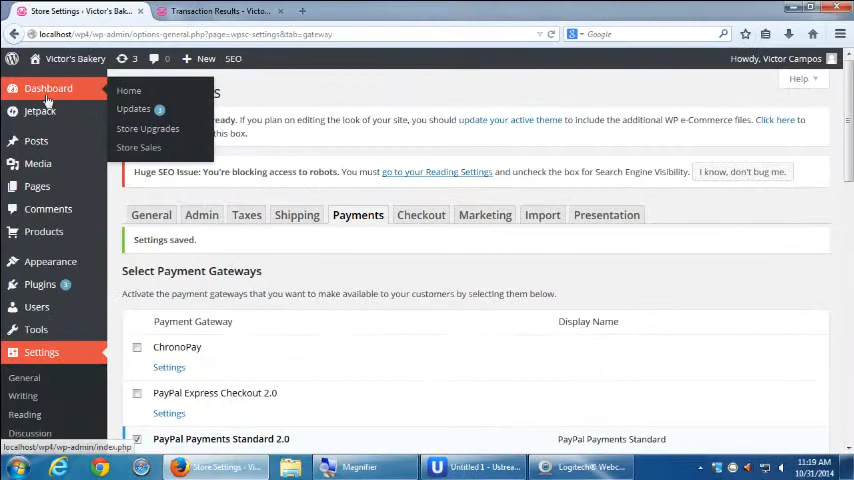 Store Settings ‹ Victor's Bakery...
Transaction Results - Victo...
localhost/wp4/wp-admin/options-general.php?page=wpsc-settings&tab=gateway
Google
Victor's Bakery
3
0
New
SEO
Howdy, Victor Campos
Dashboard
Jetpack
Posts
Media
Pages
Comments
Products
Appearance
Plugins 3
Users
Tools
Settings
General
Writing
Reading
Discussion
Home
Updates 3
Store Upgrades
Store Sales
Help
s
If you plan on editing the look of your site, you should update your active theme to include the additional WP e-Commerce files. Click here to
this box.
Huge SEO Issue: You're blocking access to robots. You must go to your Reading Settings and uncheck the box for Search Engine Visibility.
I know, don't bug me.
General Admin Taxes Shipping Payments Checkout Marketing Import Presentation
Settings saved.
Select Payment Gateways
Activate the payment gateways that you want to make available to your customers by selecting them below.
Payment Gateway Display Name
ChronoPay
Settings
PayPal Express Checkout 2.0
Settings
PayPal Payments Standard 2.0 PayPal Payments Standard
localhost/wp4/wp-admin/index.php
Store Settings ‹ Vi...
Magnifier
Untitled 1 - Ustrea...
Logitech® Webc...
11:19 AM
10/31/2014